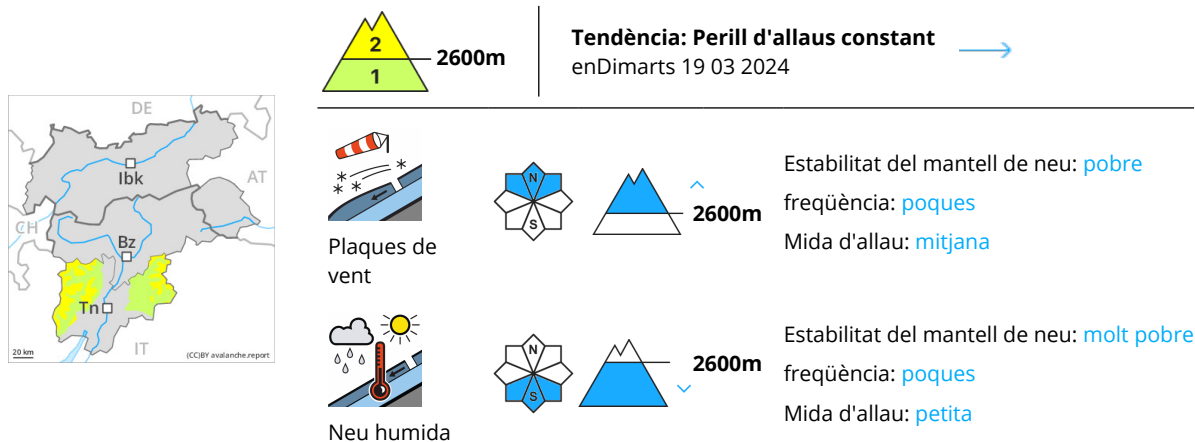 2
1
2600m
Tendència: Perill d'allaus constant
enDimarts 19 03 2024
DE
Ibk
AT
CH
Bz
Tn
IT
20 km
(CC)BY avalanche.report
N
S
2600m
Plaques de
vent
Estabilitat del mantell de neu: pobre
freqüència: poques
Mida d'allau: mitjana
N
S
2600m
Neu humida
Estabilitat del mantell de neu: molt pobre
freqüència: poques
Mida d'allau: petita